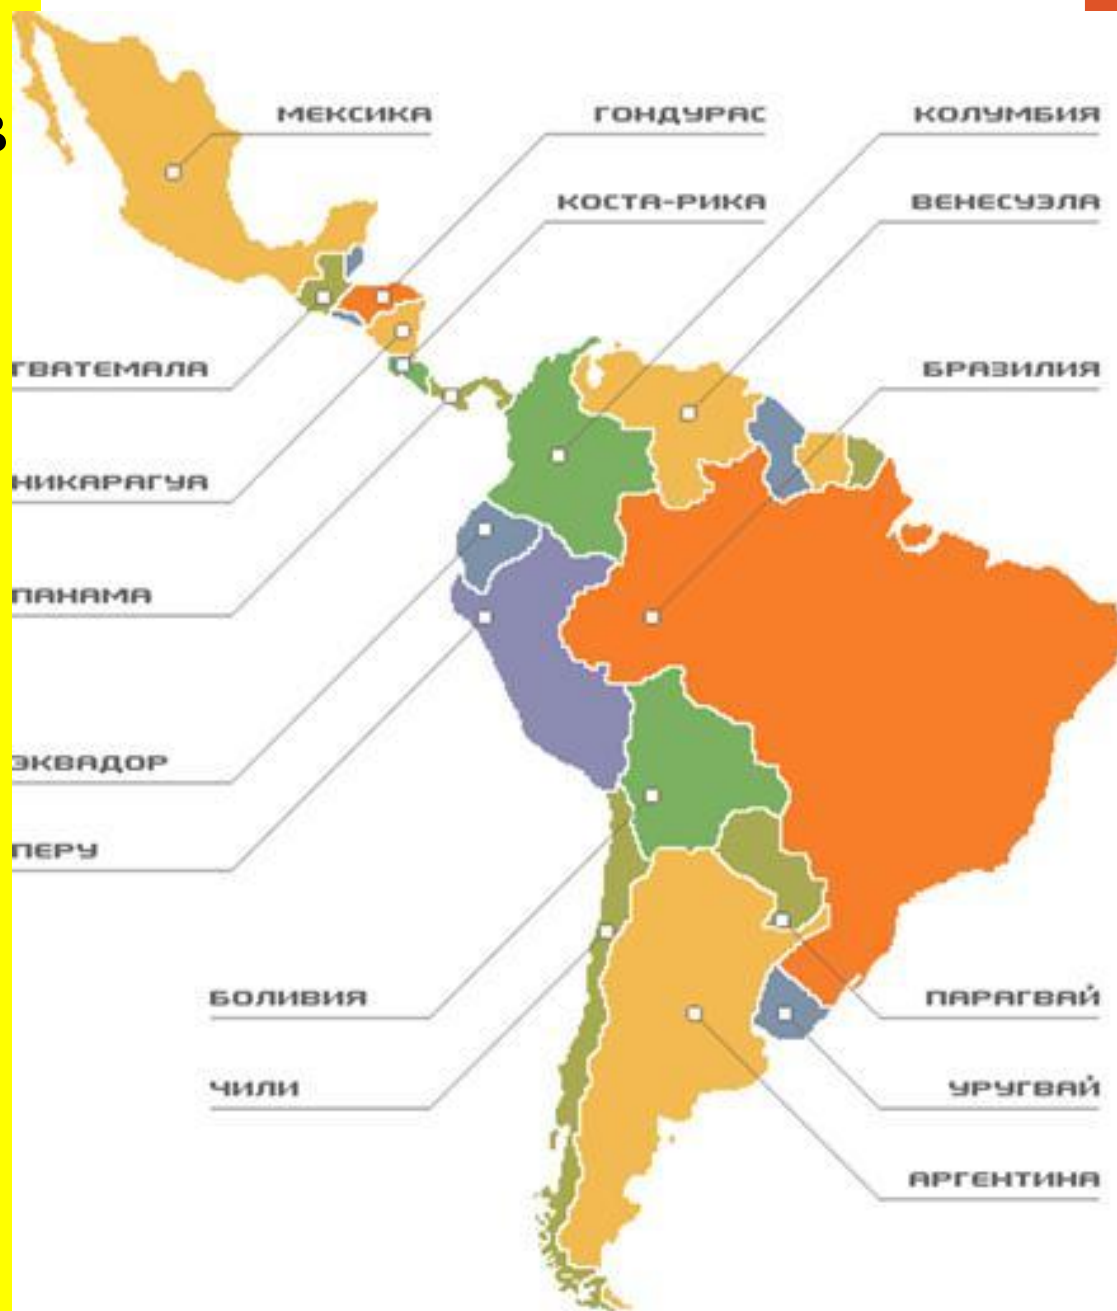 МЕКСИКА
ГОНДУРАС
КОЛУМБИЯ
В
КОСТА-РИКА
ВЕНЕСУЭЛА
ГВАТЕМАЛА
БРАЗИЛИЯ
НИКАРАГУА
ПАНАМА
ЭКВАДОР
ПЕРУ
БОЛИВИЯ
ПАРАГВАЙ
ЧИЛИ
УРУГВАЙ
АРГЕНТИНА